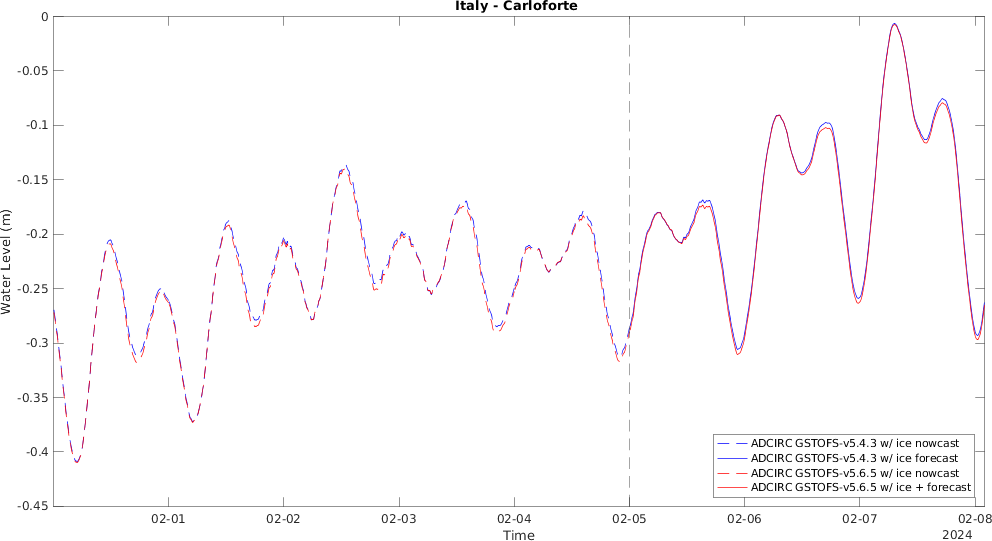 Italy - Carloforte
0
-0.05
-0.1
-0.15
-0.2
-0.25
-0.3
-0.35
-0.4
-0.45
Water Level (m)
ADCIRC GSTOFS-v5.4.3 w/ ice nowcast
ADCIRC GSTOFS-v5.4.3 w/ ice forecast
ADCIRC GSTOFS-v5.6.5 w/ ice nowcast
ADCIRC GSTOFS-v5.6.5 w/ ice + forecast
02-01 02-02 02-03 02-04 02-05 02-06 02-07 02-08
Time
2024